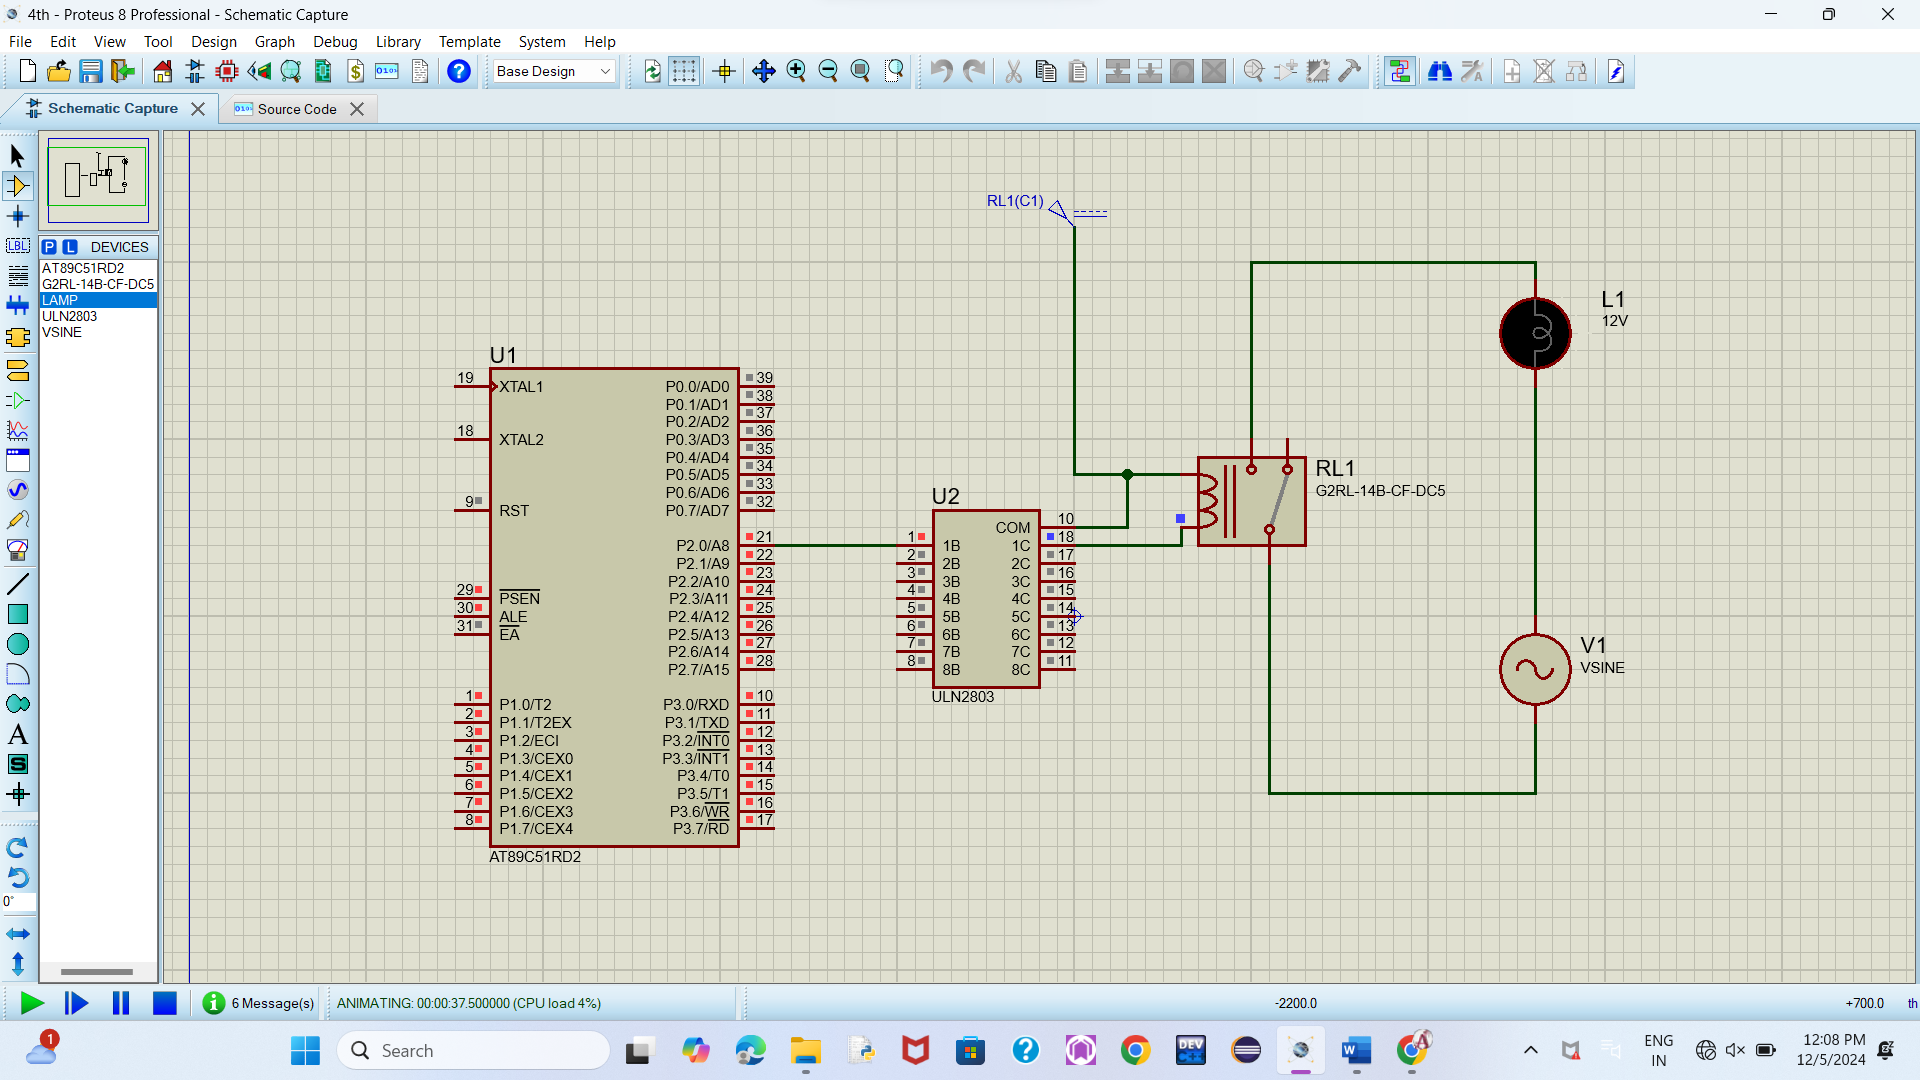 4th - Proteus 8 Professional - Schematic Capture
File Edit View Tool Design Graph Debug Library Template System Help
Base Design
Schematic Capture
Source Code
P L DEVICES
AT89C51RD2
G2RL-14B-CF-DC5
LAMP
ULN2803
VSINE
RL1(C1)
L1
12V
U1
19 XTAL1
18 XTAL2
9 RST
29 PSEN
30 ALE
31 EA
1 P1.0/T2
2 P1.1/T2EX
3 P1.2/ECI
4 P1.3/CEX0
5 P1.4/CEX1
6 P1.5/CEX2
7 P1.6/CEX3
8 P1.7/CEX4
P0.0/AD0 39
P0.1/AD1 38
P0.2/AD2 37
P0.3/AD3 36
P0.4/AD4 35
P0.5/AD5 34
P0.6/AD6 33
P0.7/AD7 32
P2.0/A8 21
P2.1/A9 22
P2.2/A10 23
P2.3/A11 24
P2.4/A12 25
P2.5/A13 26
P2.6/A14 27
P2.7/A15 28
P3.0/RXD 10
P3.1/TXD 11
P3.2/INT0 12
P3.3/INT1 13
P3.4/T0 14
P3.5/T1 15
P3.6/WR 16
P3.7/RD 17
AT89C51RD2
U2
COM 10
1 1B 1C 18
2 2B 2C 17
3 3B 3C 16
4 4B 4C 15
5 5B 5C 14
6 6B 6C 13
7 7B 7C 12
8 8B 8C 11
ULN2803
RL1
G2RL-14B-CF-DC5
V1
VSINE
LBL
A
S
0°
6 Message(s)
ANIMATING: 00:00:37.500000 (CPU load 4%)
-2200.0
+700.0
th
1
Search
DEV
C++
ENG
IN
12:08 PM
12/5/2024